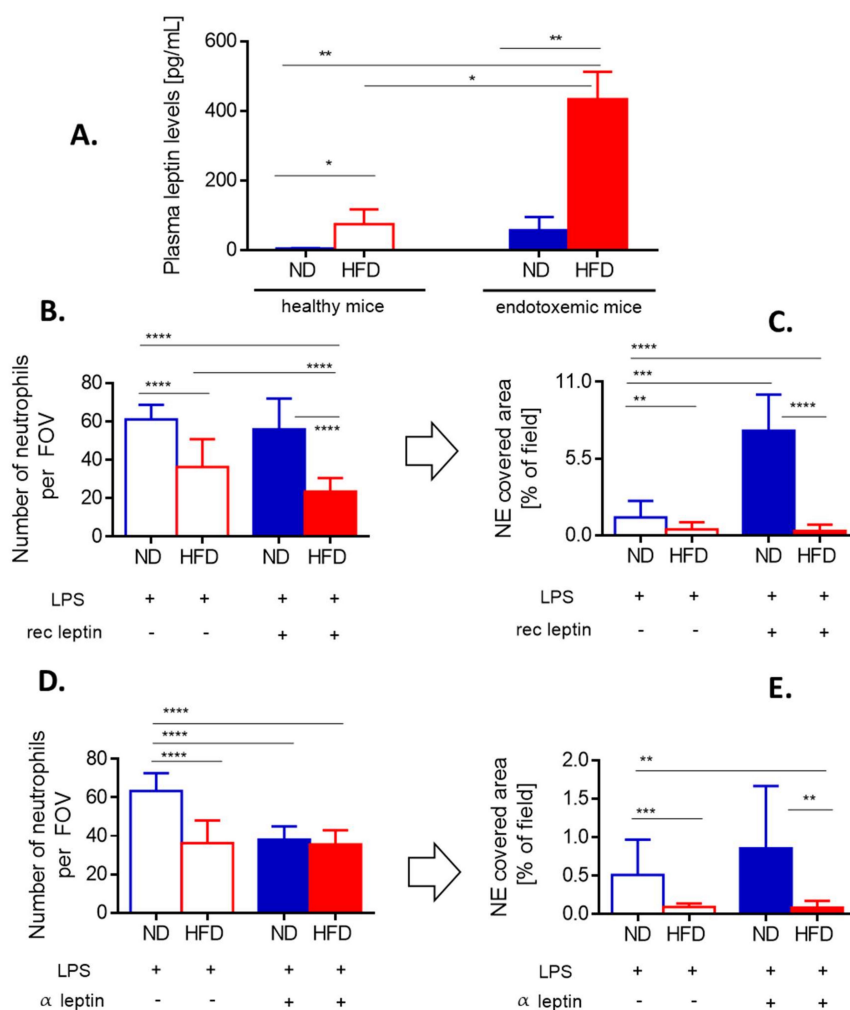 A.
Plasma leptin levels [pg/mL]
600
400
200
0
**
**
*
*
ND HFD ND HFD
healthy mice endotoxemic mice
B.
Number of neutrophils
per FOV
80
60
40
20
0
****
****
****
****
ND HFD ND HFD
LPS + + + +
rec leptin - - + +
C.
NE covered area
[% of field]
11.0
5.5
0.0
****
***
**
****
ND HFD ND HFD
LPS + + + +
rec leptin - - + +
D.
Number of neutrophils
per FOV
80
60
40
20
0
****
****
****
ND HFD ND HFD
LPS + + + +
α leptin - - + +
E.
NE covered area
[% of field]
2.0
1.5
1.0
0.5
0.0
**
***
**
ND HFD ND HFD
LPS + + + +
α leptin - - + +